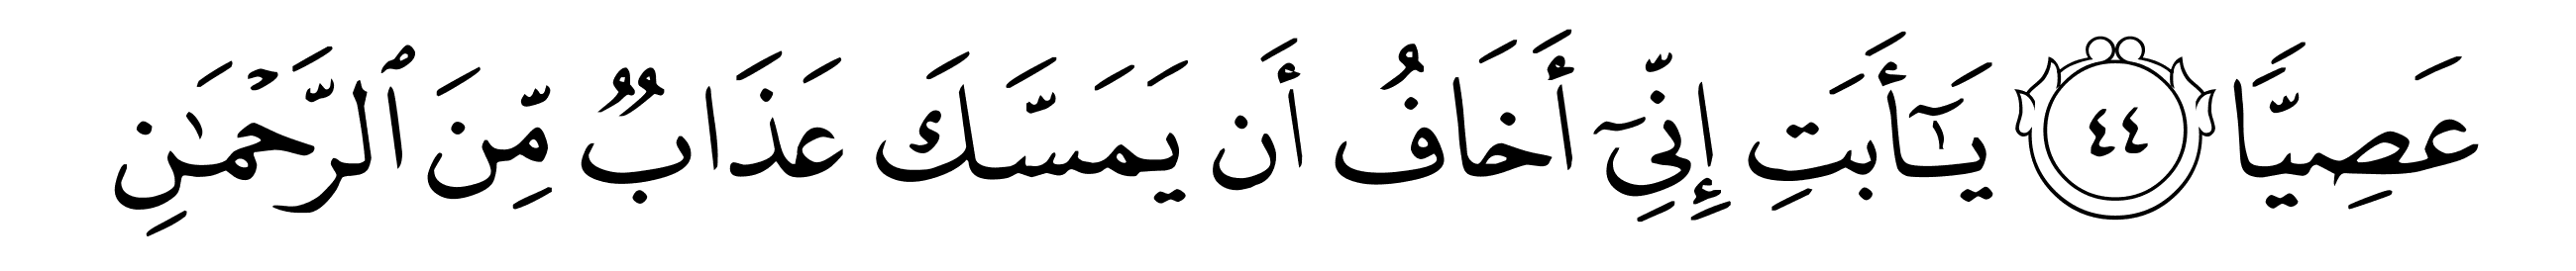 عَصِيًّا ٤٤ يَٰٓأَبَتِ إِنِّيٓ أَخَافُ أَن يَمَسَّكَ عَذَابٌ مِّنَ ٱلرَّحْمَٰنِ